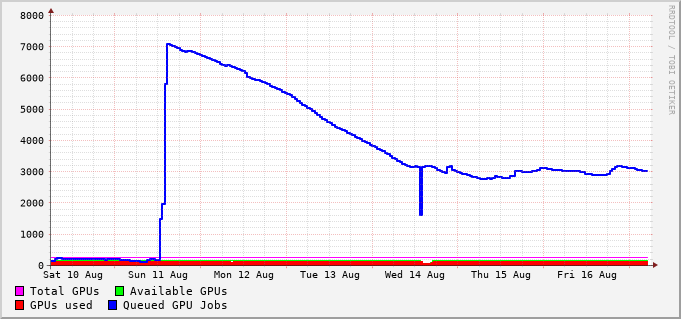 8000
7000
6000
5000
4000
3000
2000
1000
0
Sat 10 Aug Sun 11 Aug Mon 12 Aug Tue 13 Aug Wed 14 Aug Thu 15 Aug Fri 16 Aug
Total GPUs Available GPUs
GPUs used Queued GPU Jobs
RRDTOOL / TOBI OETIKER